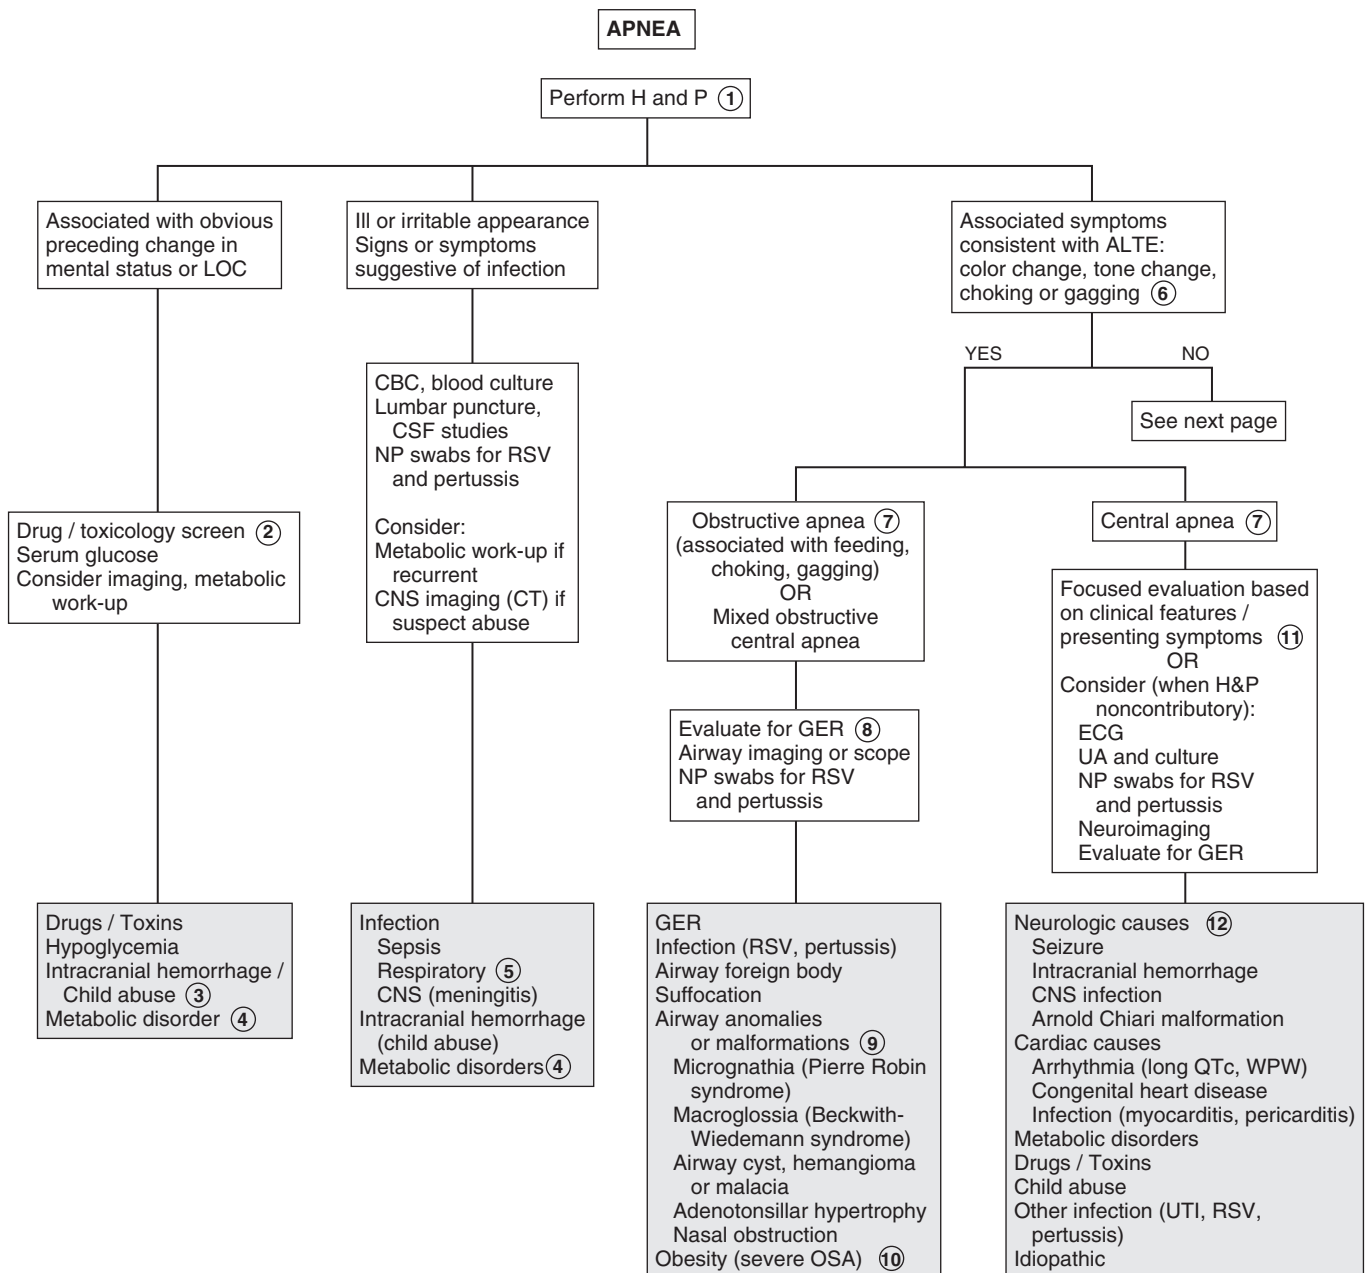 APNEA
Perform H and P 1
Associated with obvious
preceding change in
mental status or LOC
Ill or irritable appearance
Signs or symptoms
suggestive of infection
Associated symptoms
consistent with ALTE:
color change, tone change,
choking or gagging 6
YES
NO
See next page
CBC, blood culture
Lumbar puncture,
CSF studies
NP swabs for RSV
and pertussis
Consider:
Metabolic work-up if
recurrent
CNS imaging (CT) if
suspect abuse
Drug / toxicology screen 2
Serum glucose
Consider imaging, metabolic
work-up
Obstructive apnea 7
(associated with feeding,
choking, gagging)
OR
Mixed obstructive
central apnea
Central apnea 7
Focused evaluation based
on clinical features /
presenting symptoms 11
OR
Consider (when H&P
noncontributory):
ECG
UA and culture
NP swabs for RSV
and pertussis
Neuroimaging
Evaluate for GER
Evaluate for GER 8
Airway imaging or scope
NP swabs for RSV
and pertussis
Drugs / Toxins
Hypoglycemia
Intracranial hemorrhage /
Child abuse 3
Metabolic disorder 4
Infection
Sepsis
Respiratory 5
CNS (meningitis)
Intracranial hemorrhage
(child abuse)
Metabolic disorders 4
GER
Infection (RSV, pertussis)
Airway foreign body
Suffocation
Airway anomalies
or malformations 9
Micrognathia (Pierre Robin
syndrome)
Macroglossia (Beckwith-
Wiedemann syndrome)
Airway cyst, hemangioma
or malacia
Adenotonsillar hypertrophy
Nasal obstruction
Obesity (severe OSA) 10
Neurologic causes 12
Seizure
Intracranial hemorrhage
CNS infection
Arnold Chiari malformation
Cardiac causes
Arrhythmia (long QTc, WPW)
Congenital heart disease
Infection (myocarditis, pericarditis)
Metabolic disorders
Drugs / Toxins
Child abuse
Other infection (UTI, RSV,
pertussis)
Idiopathic